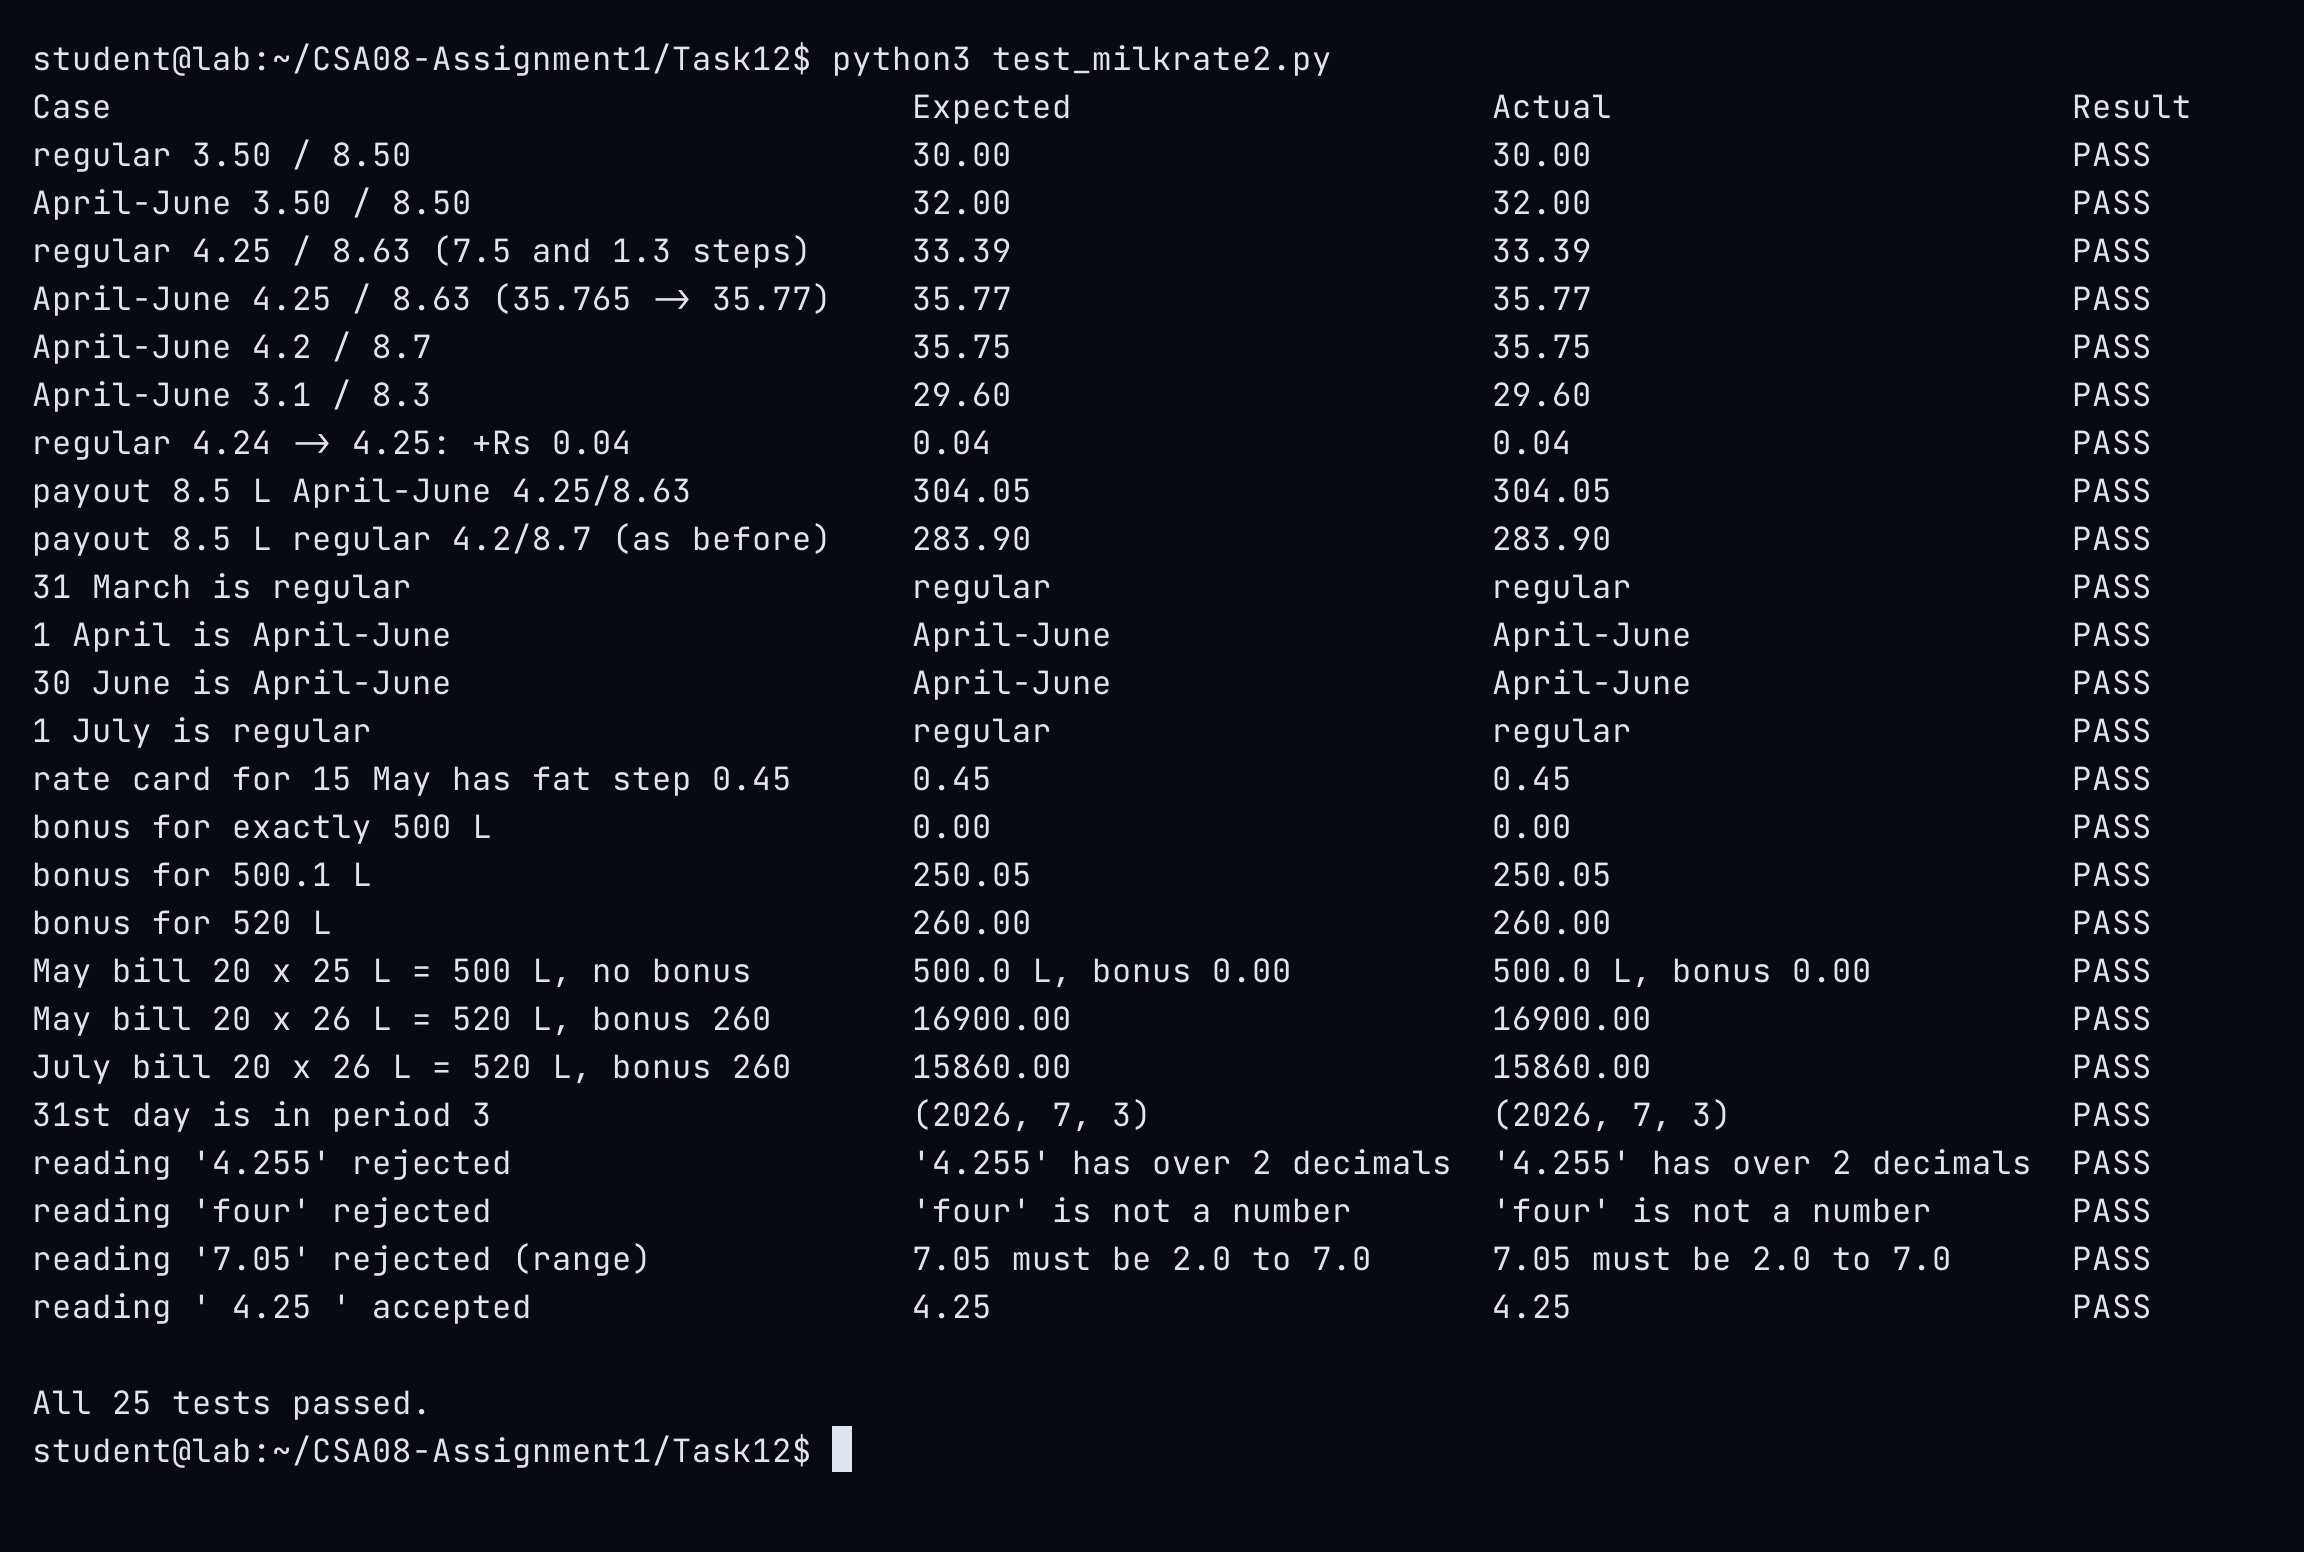 student@lab:~/CSA08-Assignment1/Task12$ python3 test_milkrate2.py
Case Expected Actual Result
regular 3.50 / 8.50 30.00 30.00 PASS
April-June 3.50 / 8.50 32.00 32.00 PASS
regular 4.25 / 8.63 (7.5 and 1.3 steps) 33.39 33.39 PASS
April-June 4.25 / 8.63 (35.765 -> 35.77) 35.77 35.77 PASS
April-June 4.2 / 8.7 35.75 35.75 PASS
April-June 3.1 / 8.3 29.60 29.60 PASS
regular 4.24 -> 4.25: +Rs 0.04 0.04 0.04 PASS
payout 8.5 L April-June 4.25/8.63 304.05 304.05 PASS
payout 8.5 L regular 4.2/8.7 (as before) 283.90 283.90 PASS
31 March is regular regular regular PASS
1 April is April-June April-June April-June PASS
30 June is April-June April-June April-June PASS
1 July is regular regular regular PASS
rate card for 15 May has fat step 0.45 0.45 0.45 PASS
bonus for exactly 500 L 0.00 0.00 PASS
bonus for 500.1 L 250.05 250.05 PASS
bonus for 520 L 260.00 260.00 PASS
May bill 20 x 25 L = 500 L, no bonus 500.0 L, bonus 0.00 500.0 L, bonus 0.00 PASS
May bill 20 x 26 L = 520 L, bonus 260 16900.00 16900.00 PASS
July bill 20 x 26 L = 520 L, bonus 260 15860.00 15860.00 PASS
31st day is in period 3 (2026, 7, 3) (2026, 7, 3) PASS
reading '4.255' rejected '4.255' has over 2 decimals '4.255' has over 2 decimals PASS
reading 'four' rejected 'four' is not a number 'four' is not a number PASS
reading '7.05' rejected (range) 7.05 must be 2.0 to 7.0 7.05 must be 2.0 to 7.0 PASS
reading ' 4.25 ' accepted 4.25 4.25 PASS
All 25 tests passed.
student@lab:~/CSA08-Assignment1/Task12$